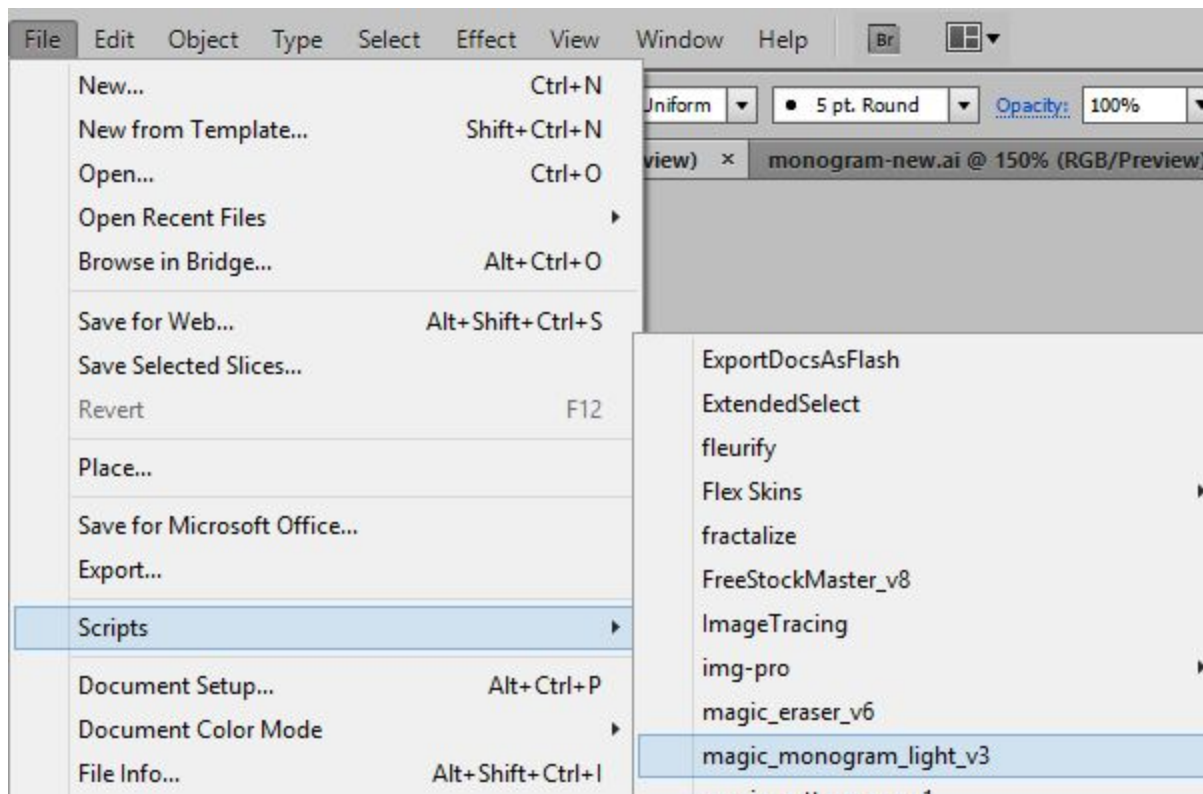 File Edit Object Type Select Effect View Window Help Br
New... Ctrl+N
New from Template... Shift+Ctrl+N
Open... Ctrl+O
Open Recent Files
Browse in Bridge... Alt+Ctrl+O
Save for Web... Alt+Shift+Ctrl+S
Save Selected Slices...
Revert F12
Place...
Save for Microsoft Office...
Export...
Scripts
Document Setup... Alt+Ctrl+P
Document Color Mode
File Info... Alt+Shift+Ctrl+I
Uniform 5 pt. Round Opacity: 100%
view) × monogram-new.ai @ 150% (RGB/Preview)
ExportDocsAsFlash
ExtendedSelect
fleurify
Flex Skins
fractalize
FreeStockMaster_v8
ImageTracing
img-pro
magic_eraser_v6
magic_monogram_light_v3